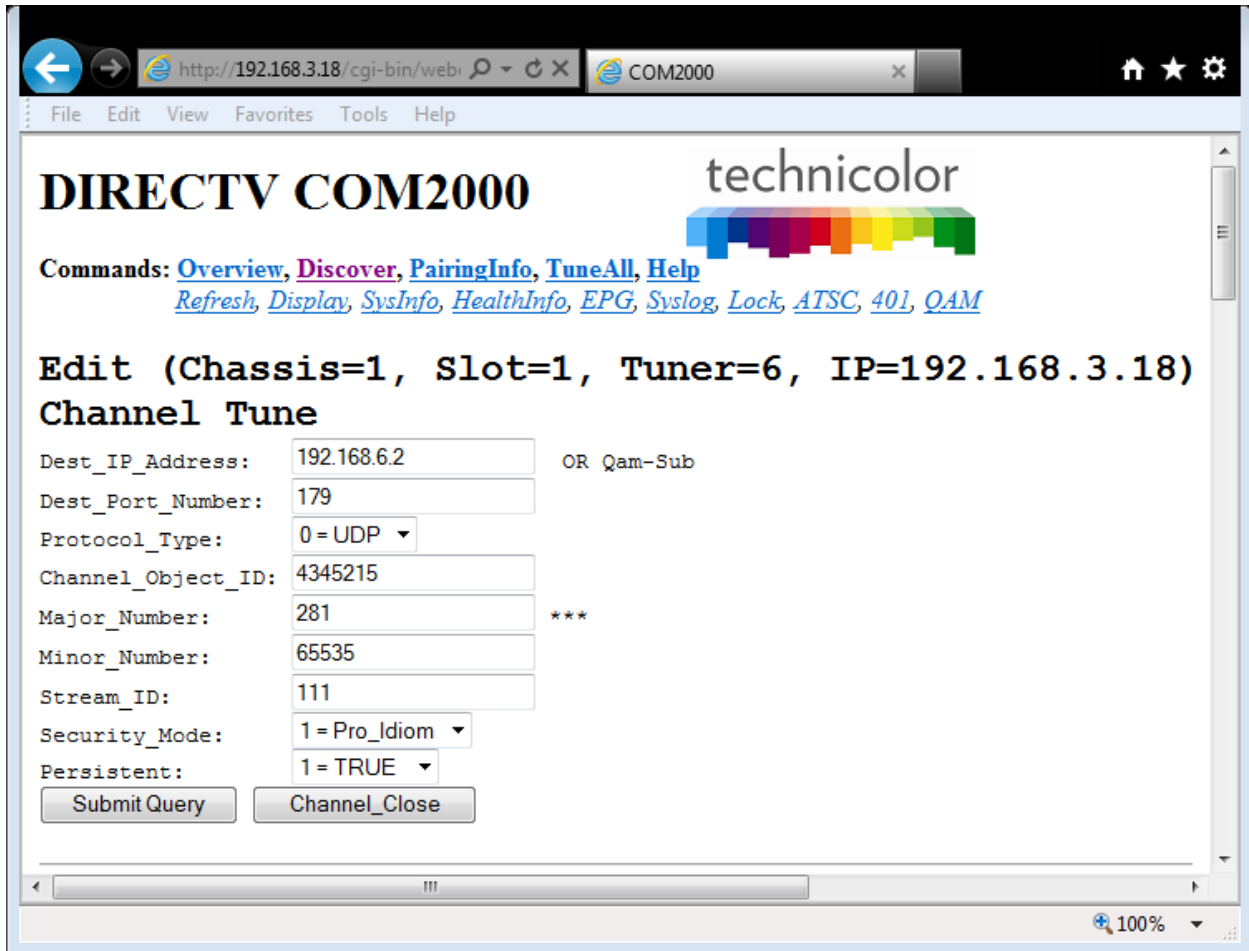 http://192.168.3.18/cgi-bin/web
COM2000
File Edit View Favorites Tools Help
DIRECTV COM2000
technicolor
Commands: Overview, Discover, PairingInfo, TuneAll, Help
Refresh, Display, SysInfo, HealthInfo, EPG, Syslog, Lock, ATSC, 401, QAM
Edit (Chassis=1, Slot=1, Tuner=6, IP=192.168.3.18)
Channel Tune
Dest_IP_Address: 192.168.6.2 OR Qam-Sub
Dest_Port_Number: 179
Protocol_Type: 0 = UDP
Channel_Object_ID: 4345215
Major_Number: 281 ***
Minor_Number: 65535
Stream_ID: 111
Security_Mode: 1 = Pro_Idiom
Persistent: 1 = TRUE
Submit Query Channel_Close
100%